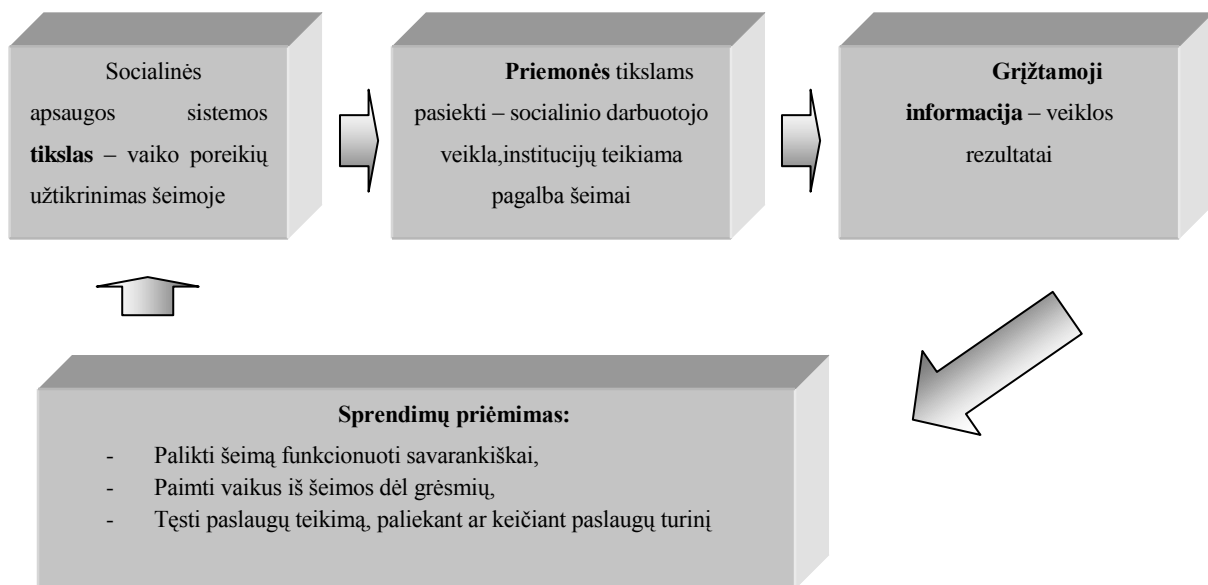 Socialinės
apsaugos sistemos
tikslas – vaiko poreikių
užtikrinimas šeimoje
Priemonės tikslams
pasiekti – socialinio darbuotojo
veikla,institucijų teikiama
pagalba šeimai
Grįžtamoji
informacija – veiklos
rezultatai
Sprendimų priėmimas:
- Palikti šeimą funkcionuoti savarankiškai,
- Paimti vaikus iš šeimos dėl grėsmių,
- Tęsti paslaugų teikimą, paliekant ar keičiant paslaugų turinį